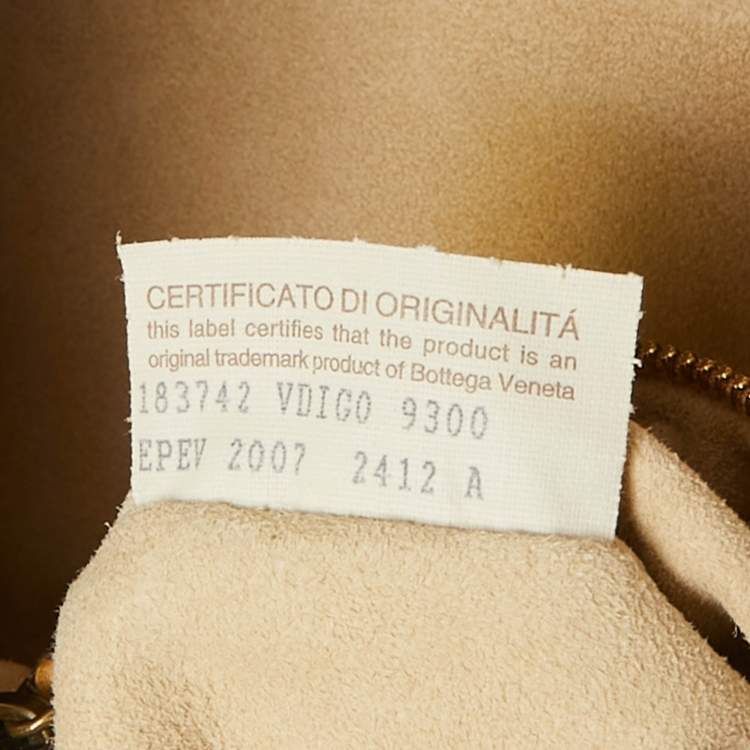 CERTIFICATO DI ORIGINALITÁ
this label certifies that the product is an
original trademark product of Bottega Veneta
183742 VDIGO 9300
EPEV 2007 2412 A